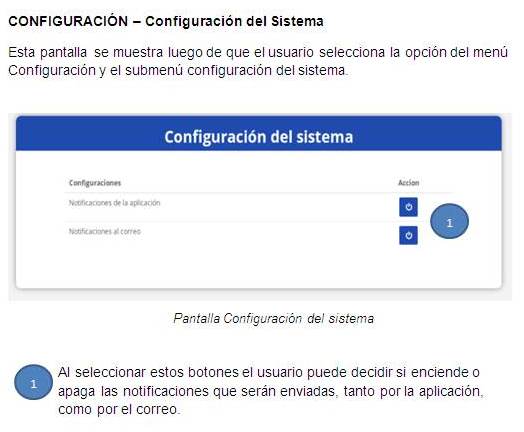 CONFIGURACIÓN – Configuración del Sistema
Esta pantalla se muestra luego de que el usuario selecciona la opción del menú
Configuración y el submenú configuración del sistema.
Configuración del sistema
Configuraciones Accion
Notificaciones de la aplicación
1
Notificaciones al correo
Pantalla Configuración del sistema
1 Al seleccionar estos botones el usuario puede decidir si enciende o
apaga las notificaciones que serán enviadas, tanto por la aplicación,
como por el correo.